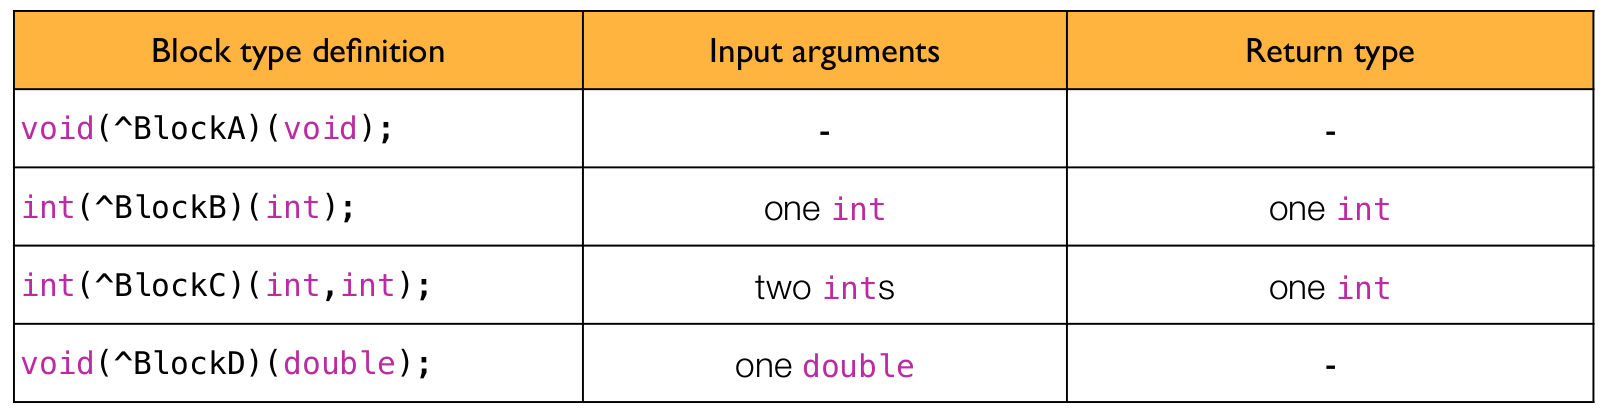 Block type definition Input arguments Return type
void(^BlockA)(void); - -
int(^BlockB)(int); one int one int
int(^BlockC)(int,int); two ints one int
void(^BlockD)(double); one double -